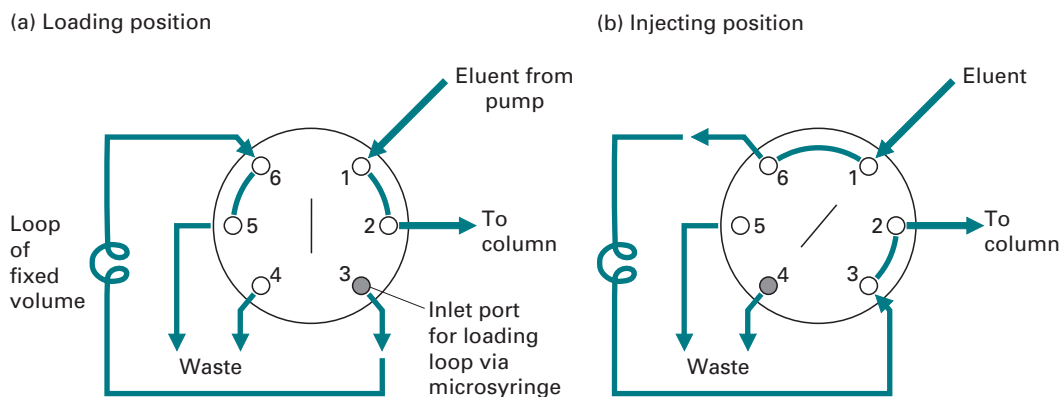 (a) Loading position
Eluent from
pump
6
1
5
2
4
3
To
column
Loop
of
fixed
volume
Inlet port
for loading
loop via
microsyringe
Waste
(b) Injecting position
Eluent
6
1
5
2
4
3
To
column
Waste